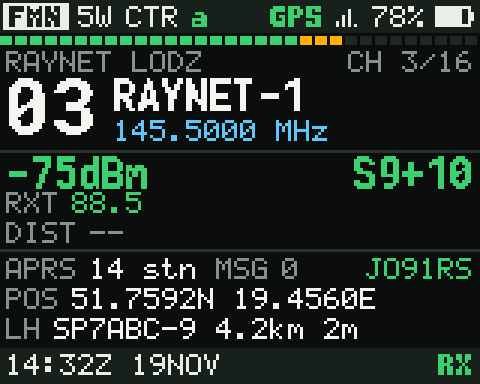 FMN 5W CTR a GPS 78%
RAYNET LODZ CH 3/16
03 RAYNET-1
145.5000 MHz
-75dBm S9+10
RXT 88.5
DIST --
APRS 14 stn MSG 0 JO91RS
POS 51.7592N 19.4560E
LH SP7ABC-9 4.2km 2m
14:32Z 19NOV RX